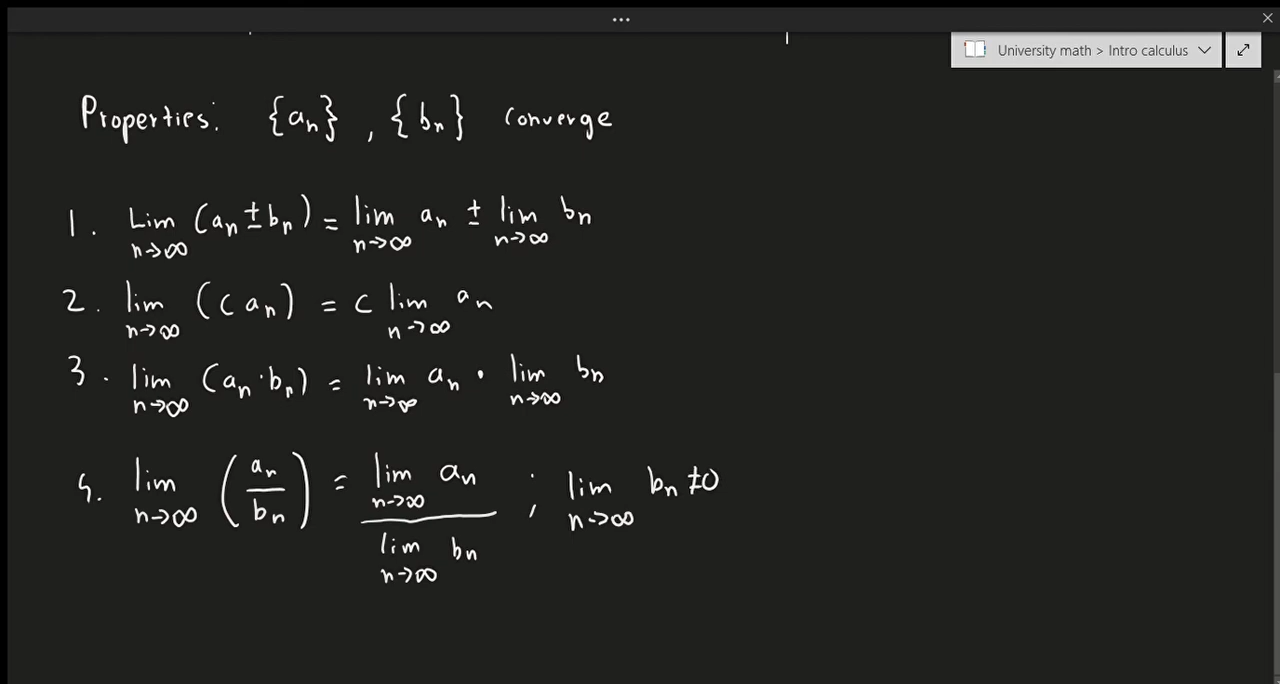 University math > Intro calculus
Properties: {aₙ} , {bₙ} converge
1. Lim n→∞ (aₙ ± bₙ) = lim n→∞ aₙ ± lim n→∞ bₙ
2. lim n→∞ (c aₙ) = c lim n→∞ aₙ
3. lim n→∞ (aₙ · bₙ) = lim n→∞ aₙ · lim n→∞ bₙ
4. lim n→∞ (aₙ / bₙ) = lim n→∞ aₙ / lim n→∞ bₙ ; lim n→∞ bₙ ≠ 0